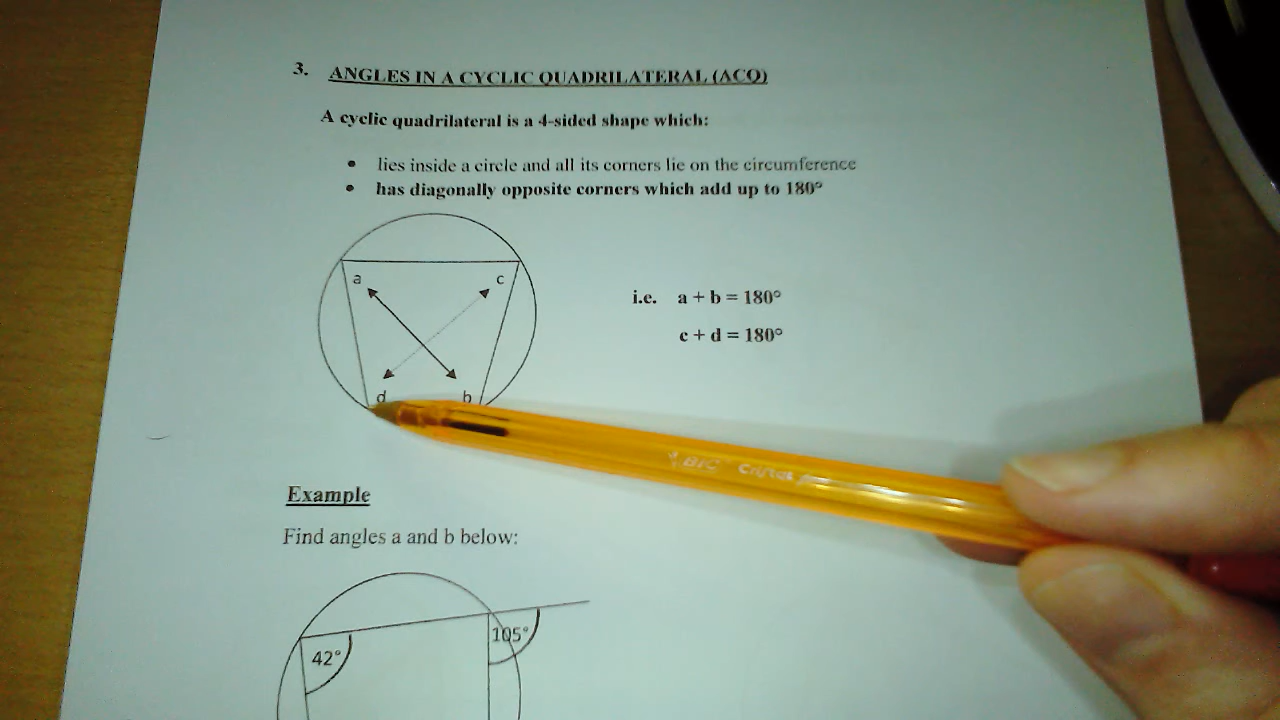 3. ANGLES IN A CYCLIC QUADRILATERAL (ACQ)
A cyclic quadrilateral is a 4-sided shape which:
• lies inside a circle and all its corners lie on the circumference
• has diagonally opposite corners which add up to 180°
a c
i.e. a + b = 180°
c + d = 180°
d b
BIC Cristal
Example
Find angles a and b below:
105°
42°